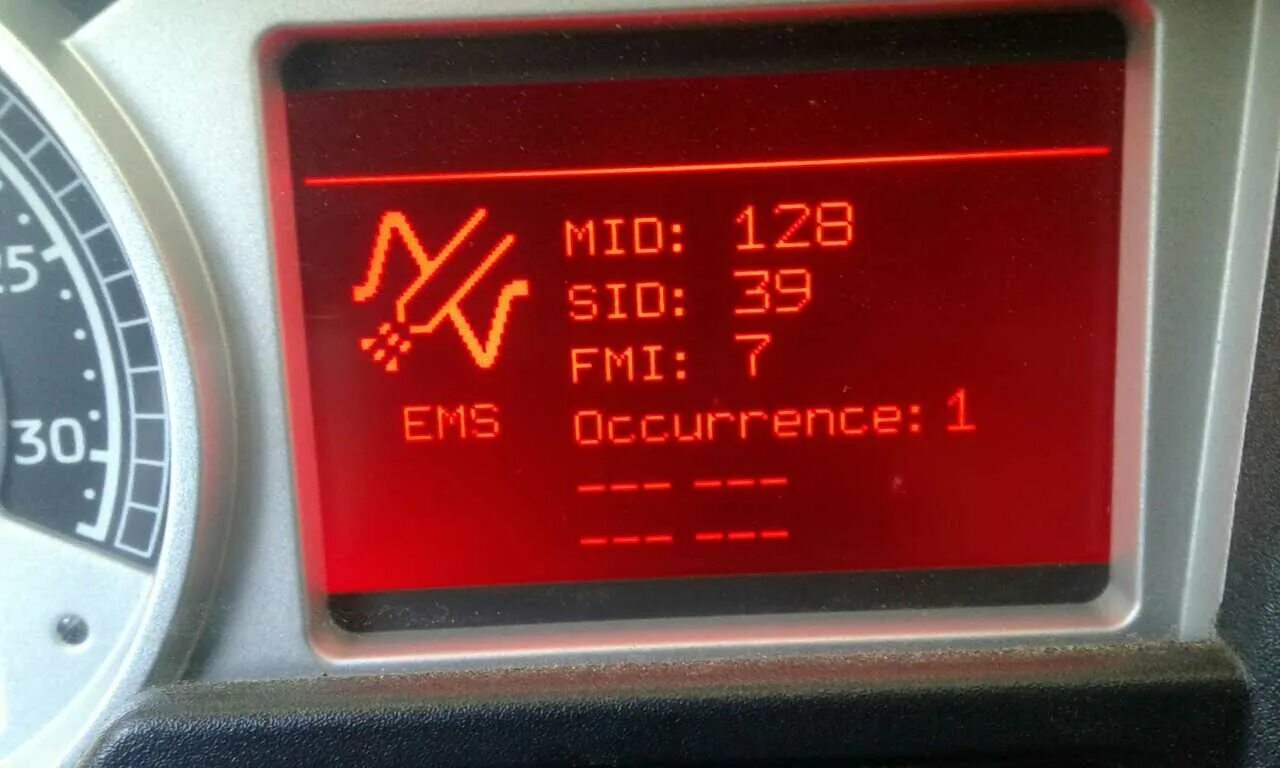 MID: 128
SID: 39
FMI: 7
EMS
Occurrence: 1
--- ---
--- ---
25
30